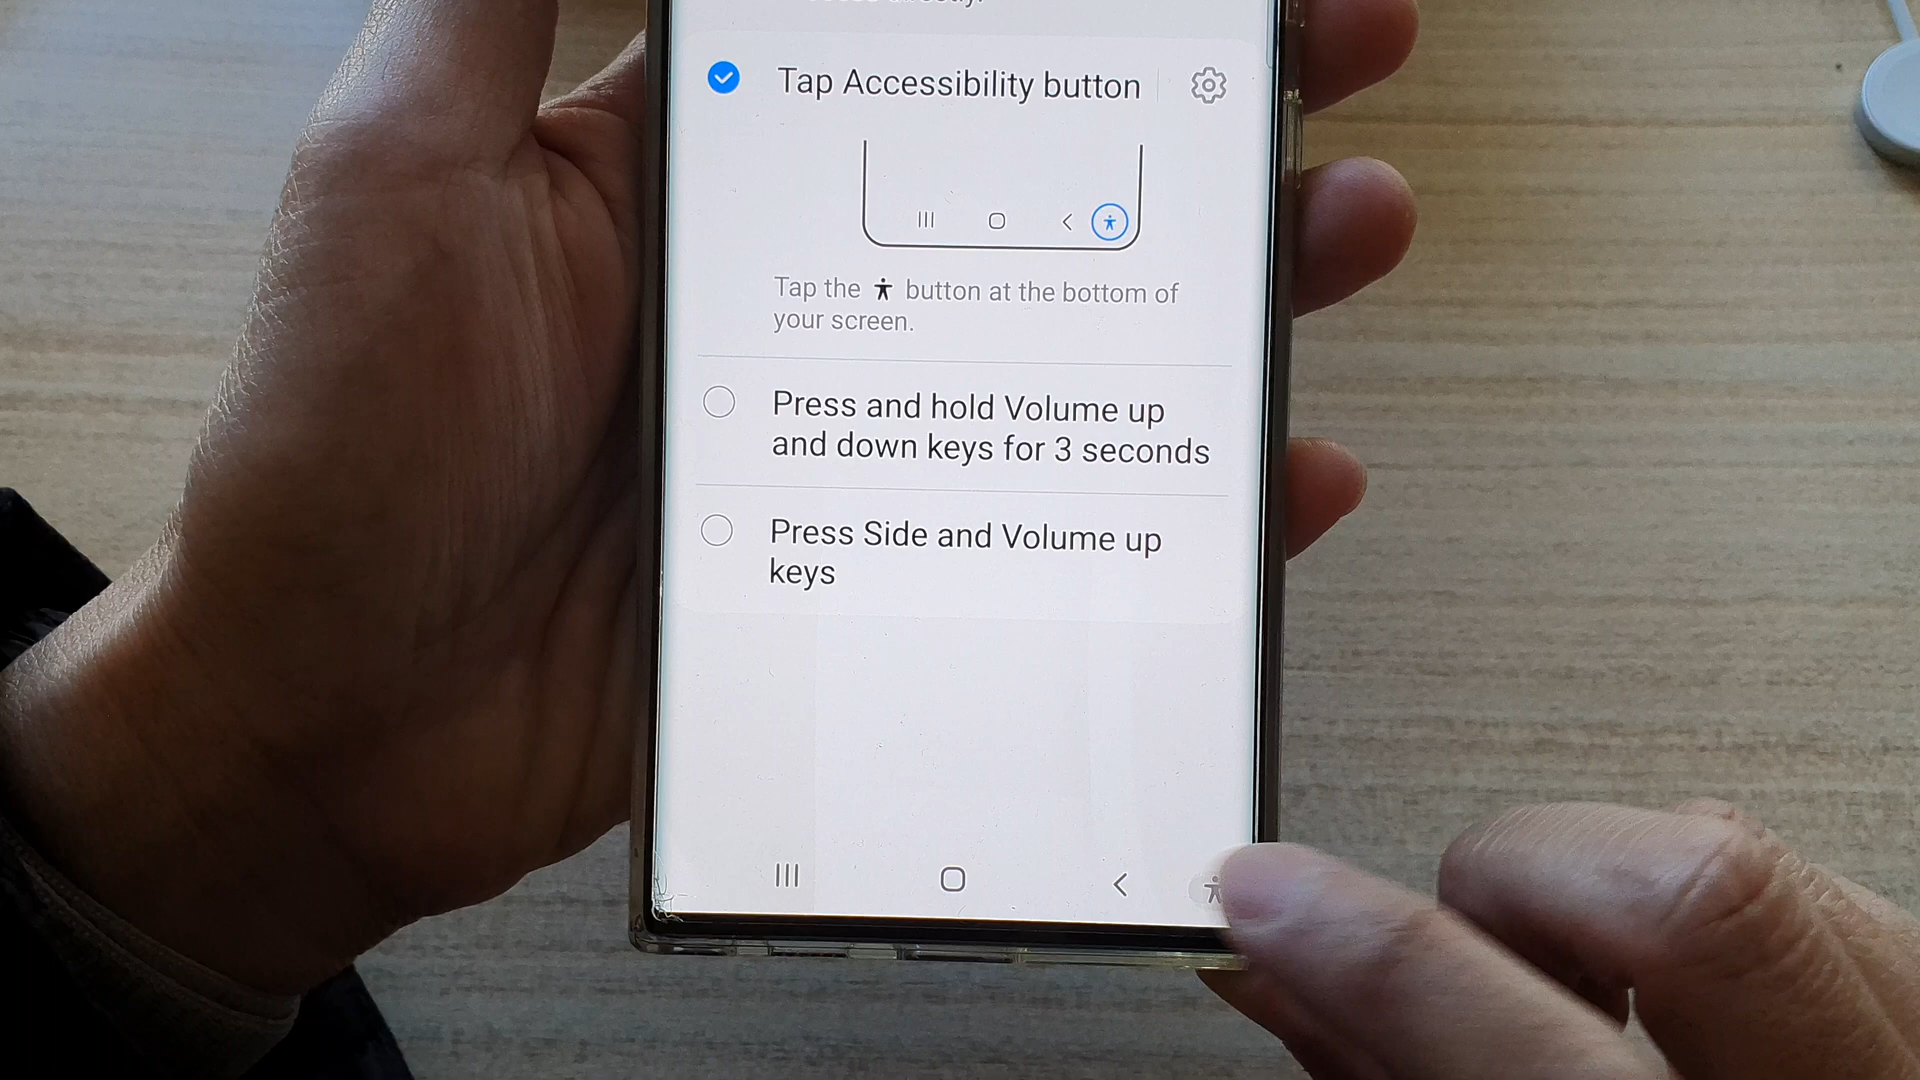 Tap Accessibility button
Tap the button at the bottom of
your screen.
Press and hold Volume up
and down keys for 3 seconds
Press Side and Volume up
keys